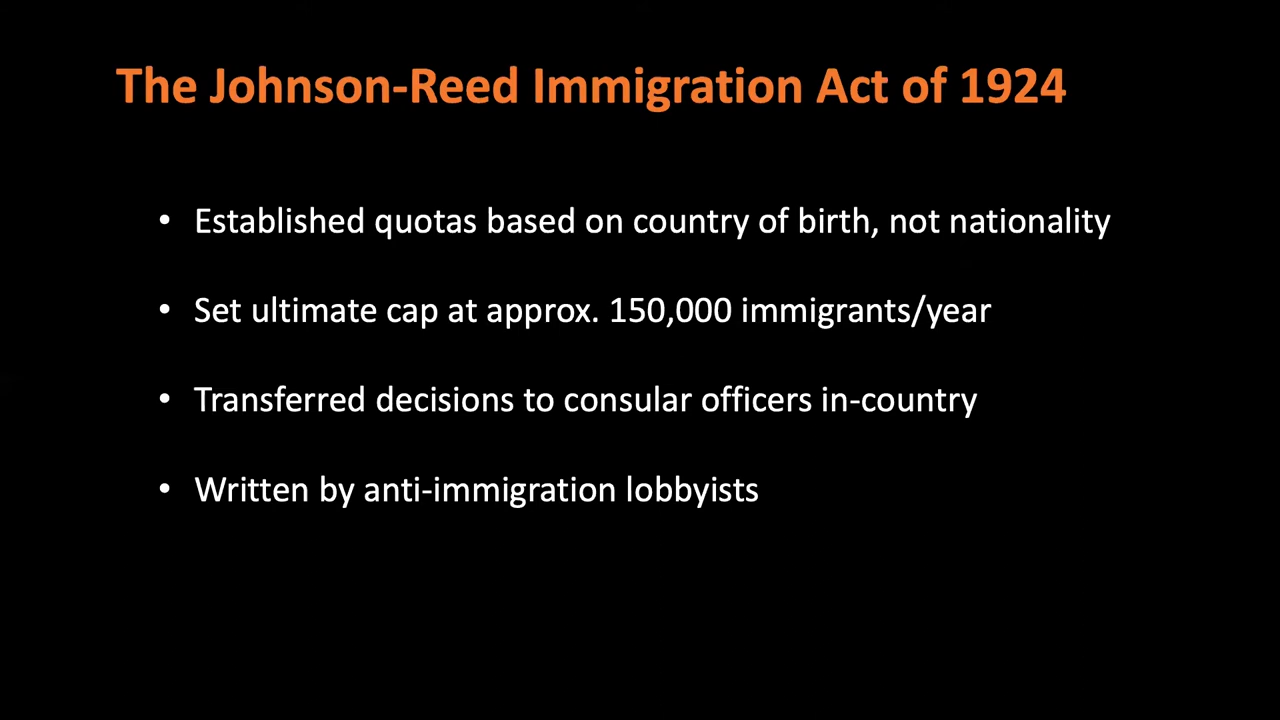 The Johnson-Reed Immigration Act of 1924
• Established quotas based on country of birth, not nationality
• Set ultimate cap at approx. 150,000 immigrants/year
• Transferred decisions to consular officers in-country
• Written by anti-immigration lobbyists